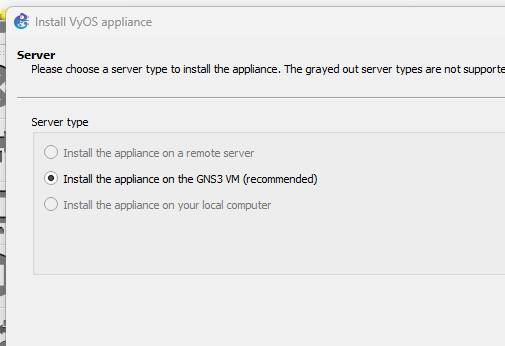 Install VyOS appliance
Server
Please choose a server type to install the appliance. The grayed out server types are not supporte
Server type
Install the appliance on a remote server
Install the appliance on the GNS3 VM (recommended)
Install the appliance on your local computer